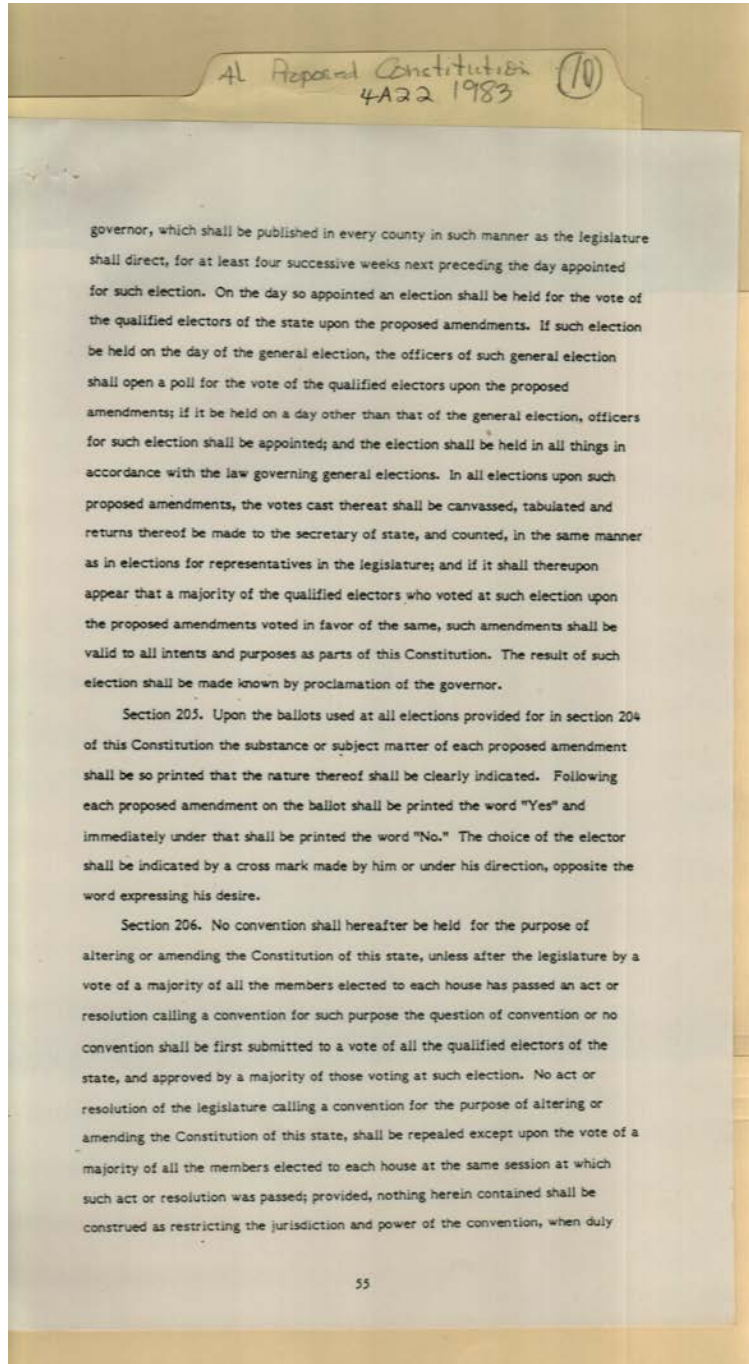 AL Proposed Constitution 10
4A22 1983
governor, which shall be published in every county in such manner as the legislature
shall direct, for at least four successive weeks next preceding the day appointed
for such election. On the day so appointed an election shall be held for the vote of
the qualified electors of the state upon the proposed amendments. If such election
be held on the day of the general election, the officers of such general election
shall open a poll for the vote of the qualified electors upon the proposed
amendments; if it be held on a day other than that of the general election, officers
for such election shall be appointed; and the election shall be held in all things in
accordance with the law governing general elections. In all elections upon such
proposed amendments, the votes cast thereat shall be canvassed, tabulated and
returns thereof be made to the secretary of state, and counted, in the same manner
as in elections for representatives in the legislature; and if it shall thereupon
appear that a majority of the qualified electors who voted at such election upon
the proposed amendments voted in favor of the same, such amendments shall be
valid to all intents and purposes as parts of this Constitution. The result of such
election shall be made known by proclamation of the governor.
Section 205. Upon the ballots used at all elections provided for in section 204
of this Constitution the substance or subject matter of each proposed amendment
shall be so printed that the nature thereof shall be clearly indicated. Following
each proposed amendment on the ballot shall be printed the word "Yes" and
immediately under that shall be printed the word "No." The choice of the elector
shall be indicated by a cross mark made by him or under his direction, opposite the
word expressing his desire.
Section 206. No convention shall hereafter be held for the purpose of
altering or amending the Constitution of this state, unless after the legislature by a
vote of a majority of all the members elected to each house has passed an act or
resolution calling a convention for such purpose the question of convention or no
convention shall be first submitted to a vote of all the qualified electors of the
state, and approved by a majority of those voting at such election. No act or
resolution of the legislature calling a convention for the purpose of altering or
amending the Constitution of this state, shall be repealed except upon the vote of a
majority of all the members elected to each house at the same session at which
such act or resolution was passed; provided, nothing herein contained shall be
construed as restricting the jurisdiction and power of the convention, when duly
55